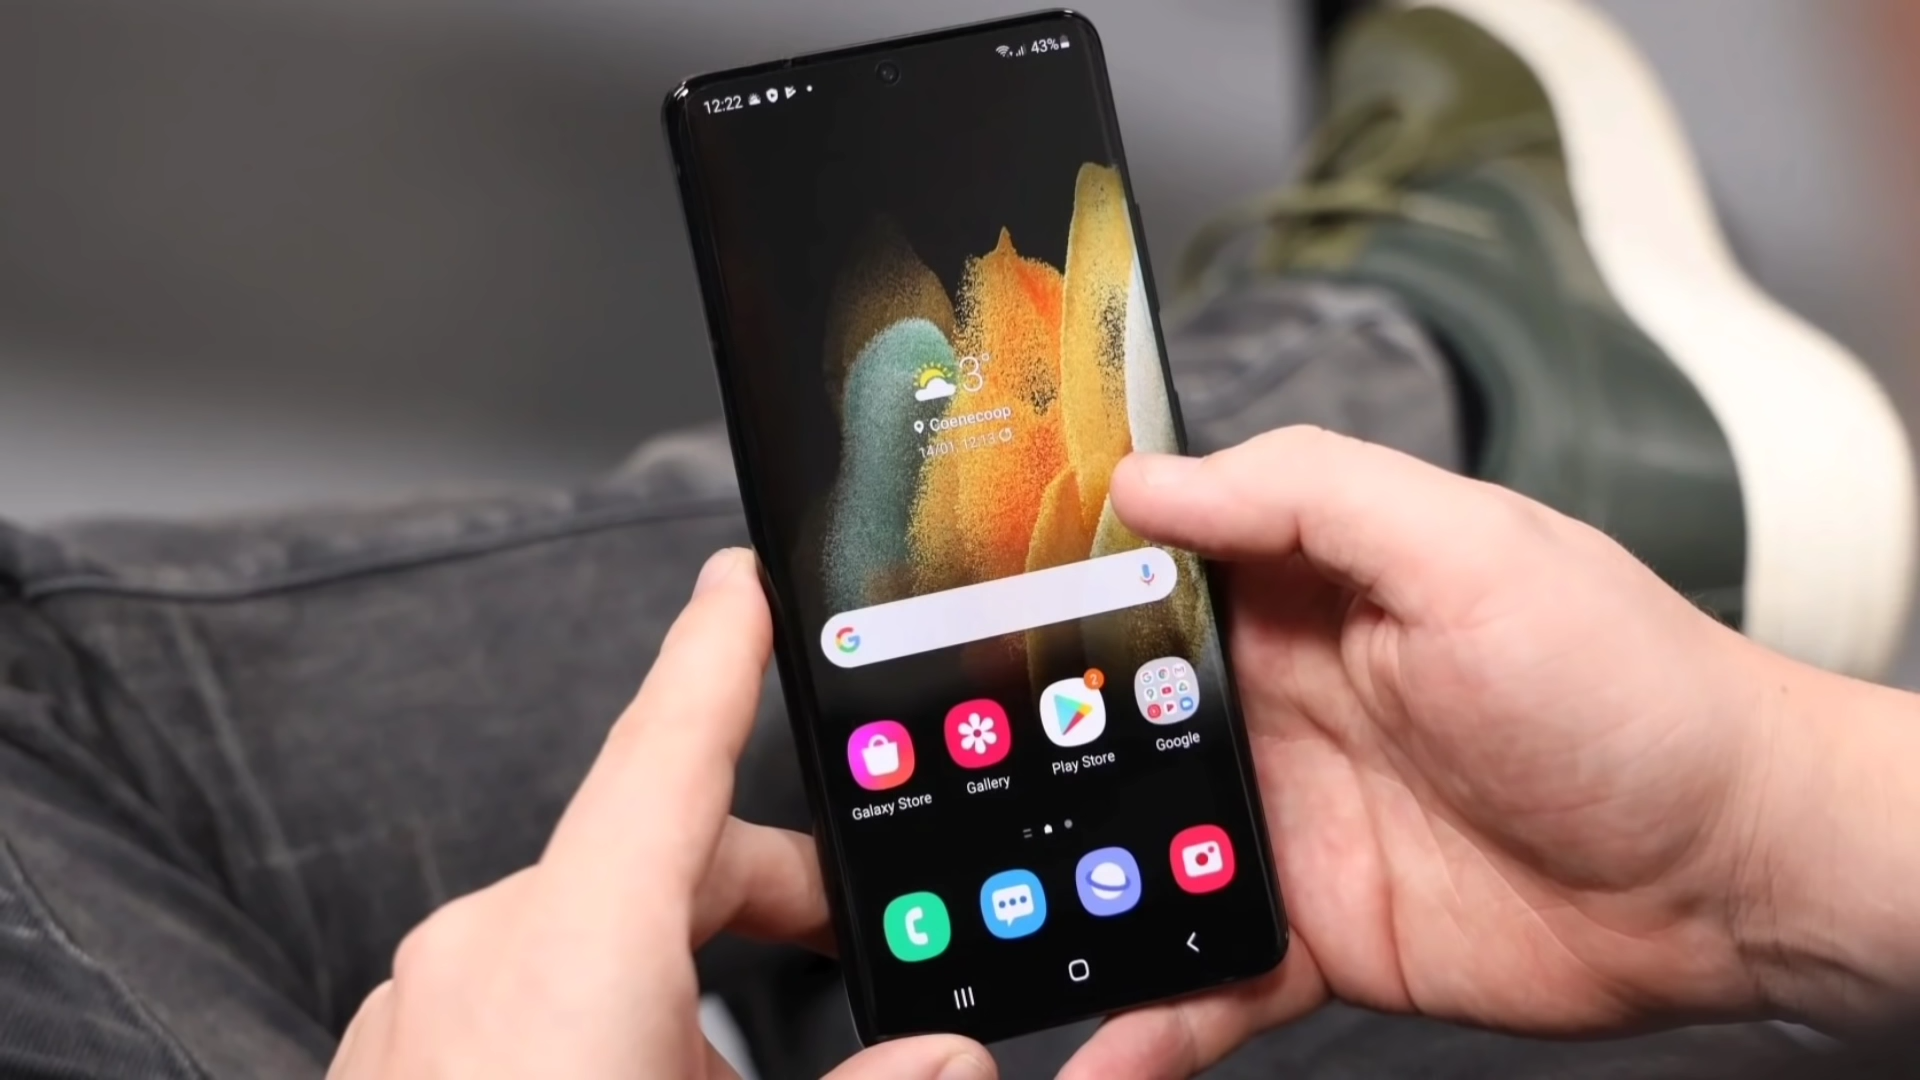 12:22
43%
3°
Coenecoop
14/01, 12:13
2
Galaxy Store
Gallery
Play Store
Google